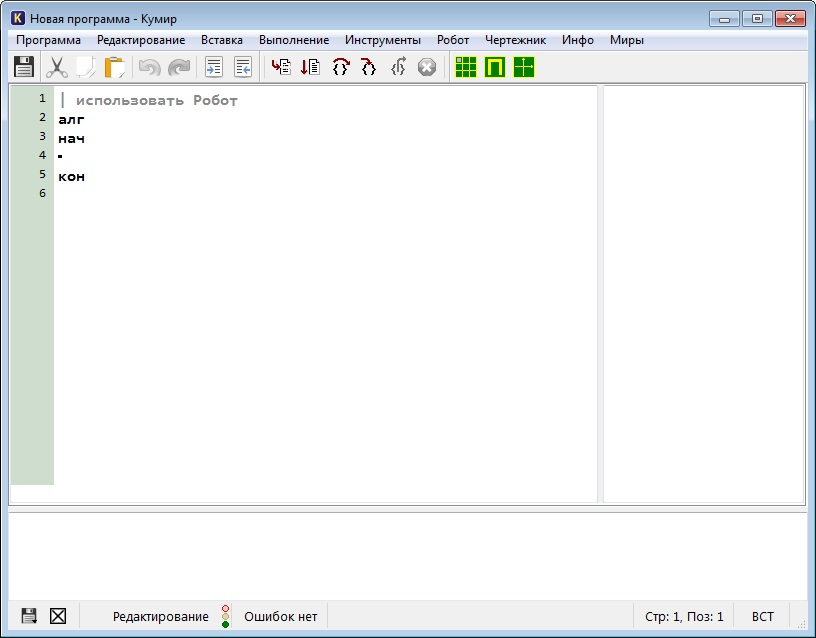 Новая программа - Кумир
Программа Редактирование Вставка Выполнение Инструменты Робот Чертежник Инфо Миры
1 | использовать Робот
2 алг
3 нач
4
5 кон
6
Редактирование Ошибок нет Стр: 1, Поз: 1 ВСТ